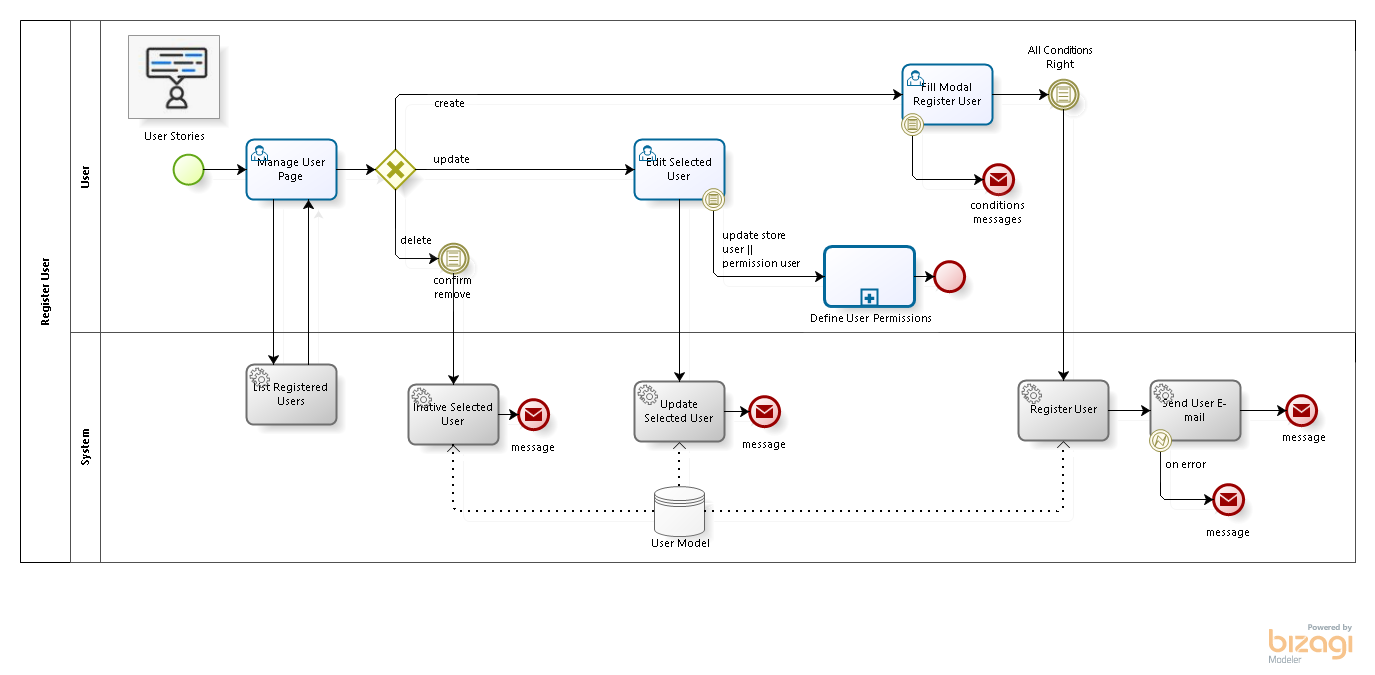 Register User
User
System
User Stories
Manage User
Page
create
update
delete
confirm
remove
Edit Selected
User
update store
user ||
permission user
Define User Permissions
Fill Modal
Register User
conditions
messages
All Conditions
Right
List Registered
Users
Inative Selected
User
message
Update
Selected User
message
User Model
Register User
Send User E-
mail
message
on error
message
Powered by
bizagi
Modeler